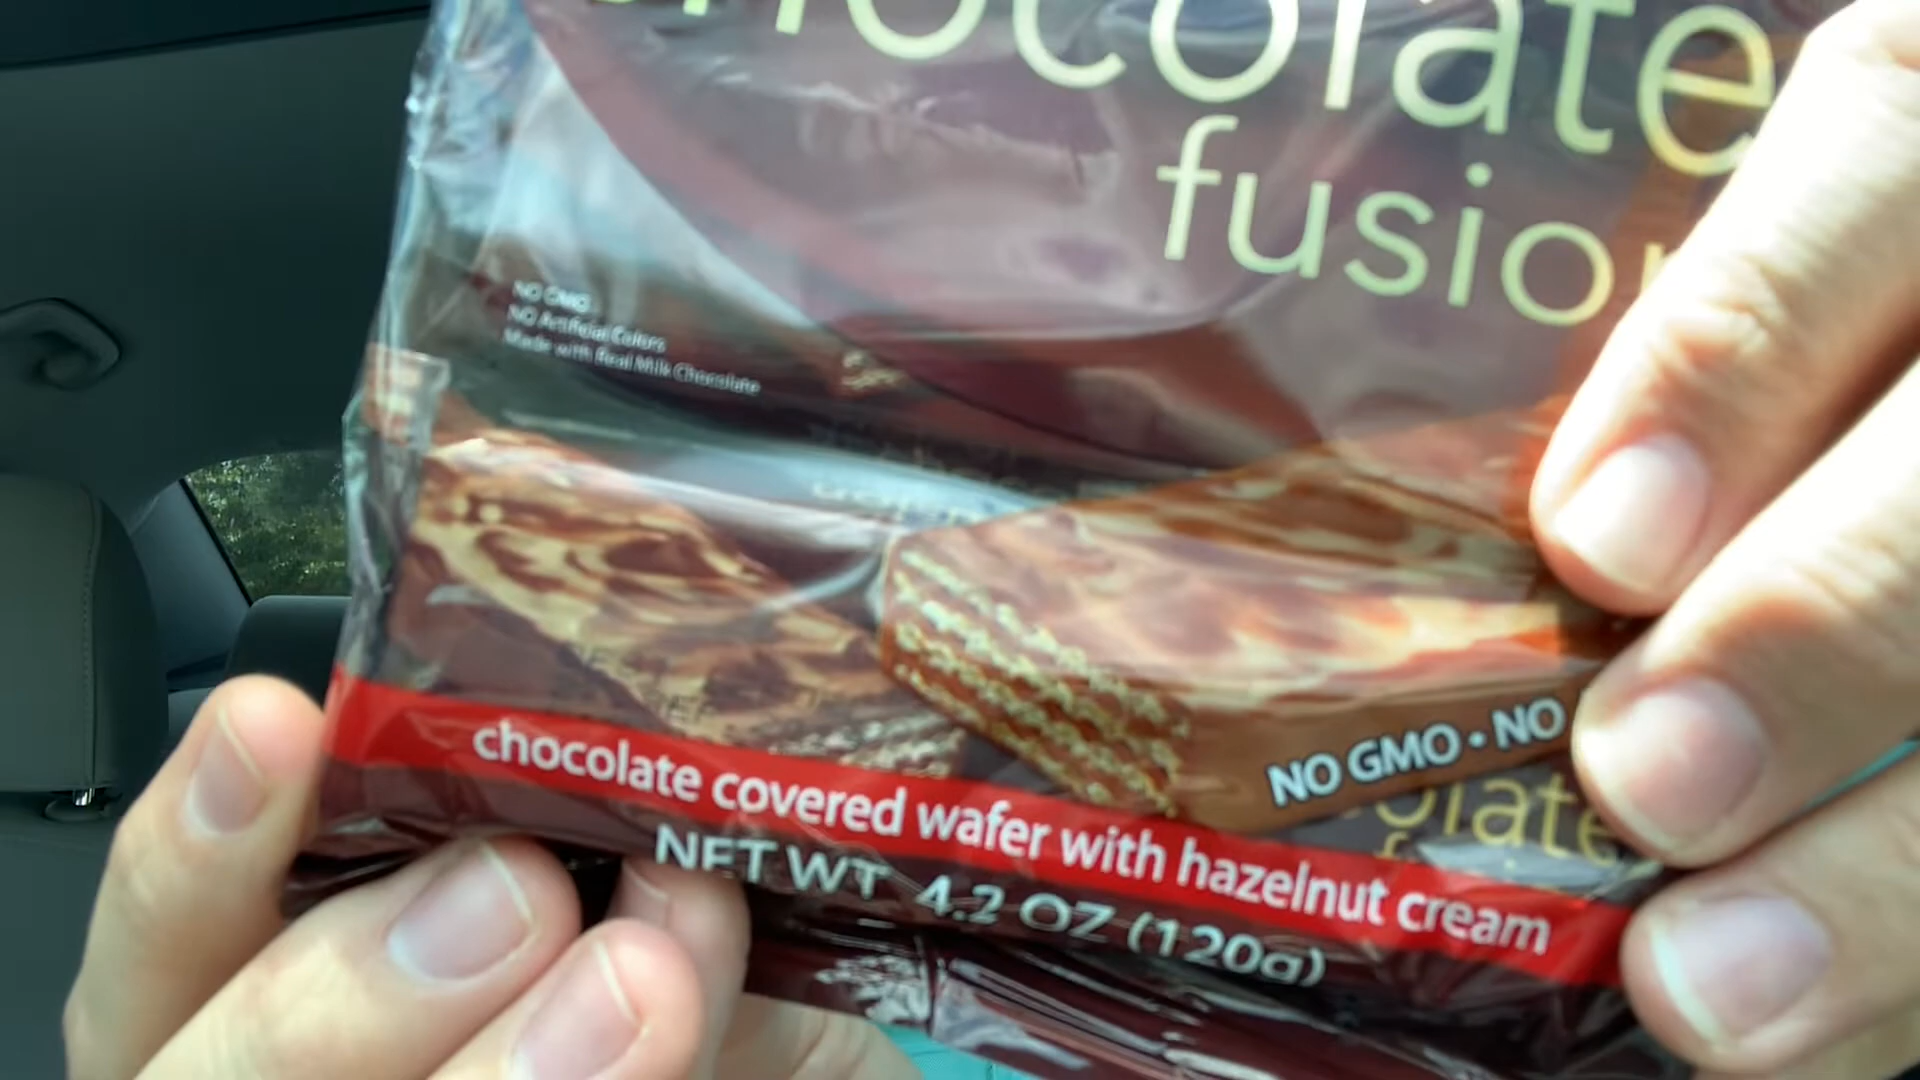 chocolate
fusion
NO GMO
NO Artificial Colors
Made with Real Milk Chocolate
NO GMO • NO
olate
chocolate covered wafer with hazelnut cream
NET WT 4.2 OZ (120g)